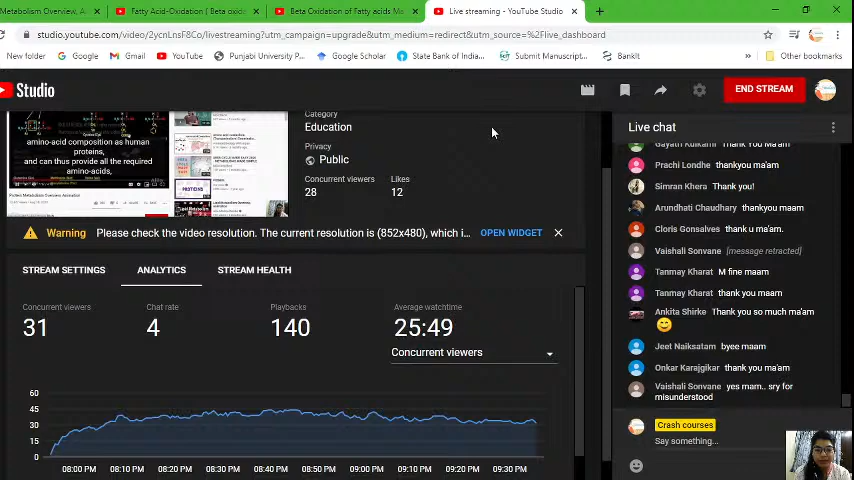 Metabolism Overview, A
Fatty Acid-Oxidation ( Beta oxid
Beta Oxidation of Fatty acids M
Live streaming - YouTube Studio
studio.youtube.com/video/2ycnLnsF8Co/livestreaming?utm_campaign=upgrade&utm_medium=redirect&utm_source=%2Flive_dashboard
New folder
Google
Gmail
YouTube
Punjabi University P...
Google Scholar
State Bank of India...
Submit Manuscript...
BankIt
Other bookmarks
Studio
END STREAM
amino-acid composition as human
proteins,
and can thus provide all the required
amino-acids,
PROTEINS
Category
Education
Privacy
Public
Concurrent viewers
Likes
28
12
Warning
Please check the video resolution. The current resolution is (852x480), which i...
OPEN WIDGET
STREAM SETTINGS
ANALYTICS
STREAM HEALTH
Concurrent viewers
Chat rate
Playbacks
Average watchtime
31
4
140
25:49
Concurrent viewers
60
45
30
15
0
08:00 PM
08:10 PM
08:20 PM
08:30 PM
08:40 PM
08:50 PM
09:00 PM
09:10 PM
09:20 PM
09:30 PM
Live chat
Gayatri Kulkarni Thank You Ma'am
Prachi Londhe thankyou ma'am
Simran Khera Thank you!
Arundhati Chaudhary thankyou maam
Cloris Gonsalves thank u ma'am.
Vaishali Sonvane [message retracted]
Tanmay Kharat M fine maam
Tanmay Kharat thank you maam
Ankita Shirke Thank you so much ma'am
Jeet Naiksatam byee maam
Onkar Karajgikar thank you ma'am
Vaishali Sonvane yes mam.. sry for
misunderstood
Crash courses
Say something...